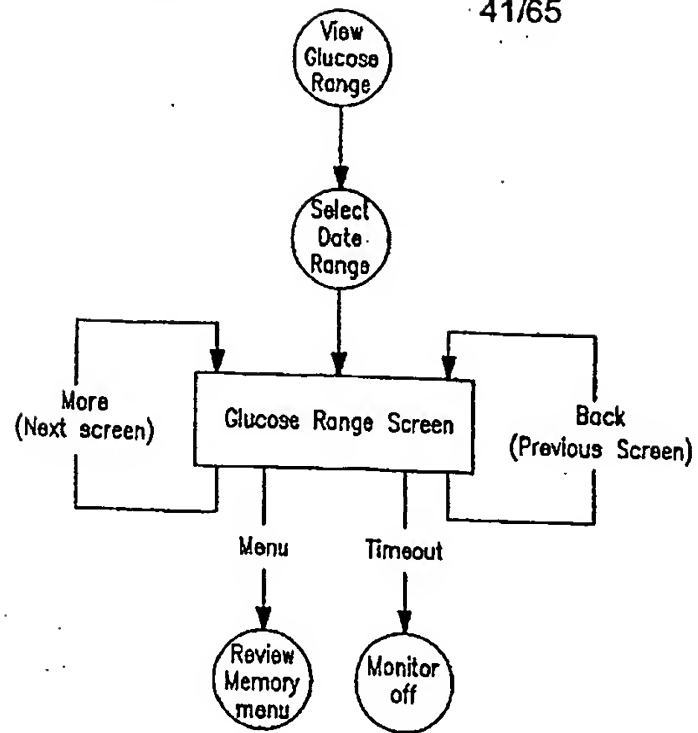 41/65
View
Glucose
Range
Select
Date
Range
More
(Next screen)
Glucose Range Screen
Back
(Previous Screen)
Menu
Timeout
Review
Memory
menu
Monitor
off